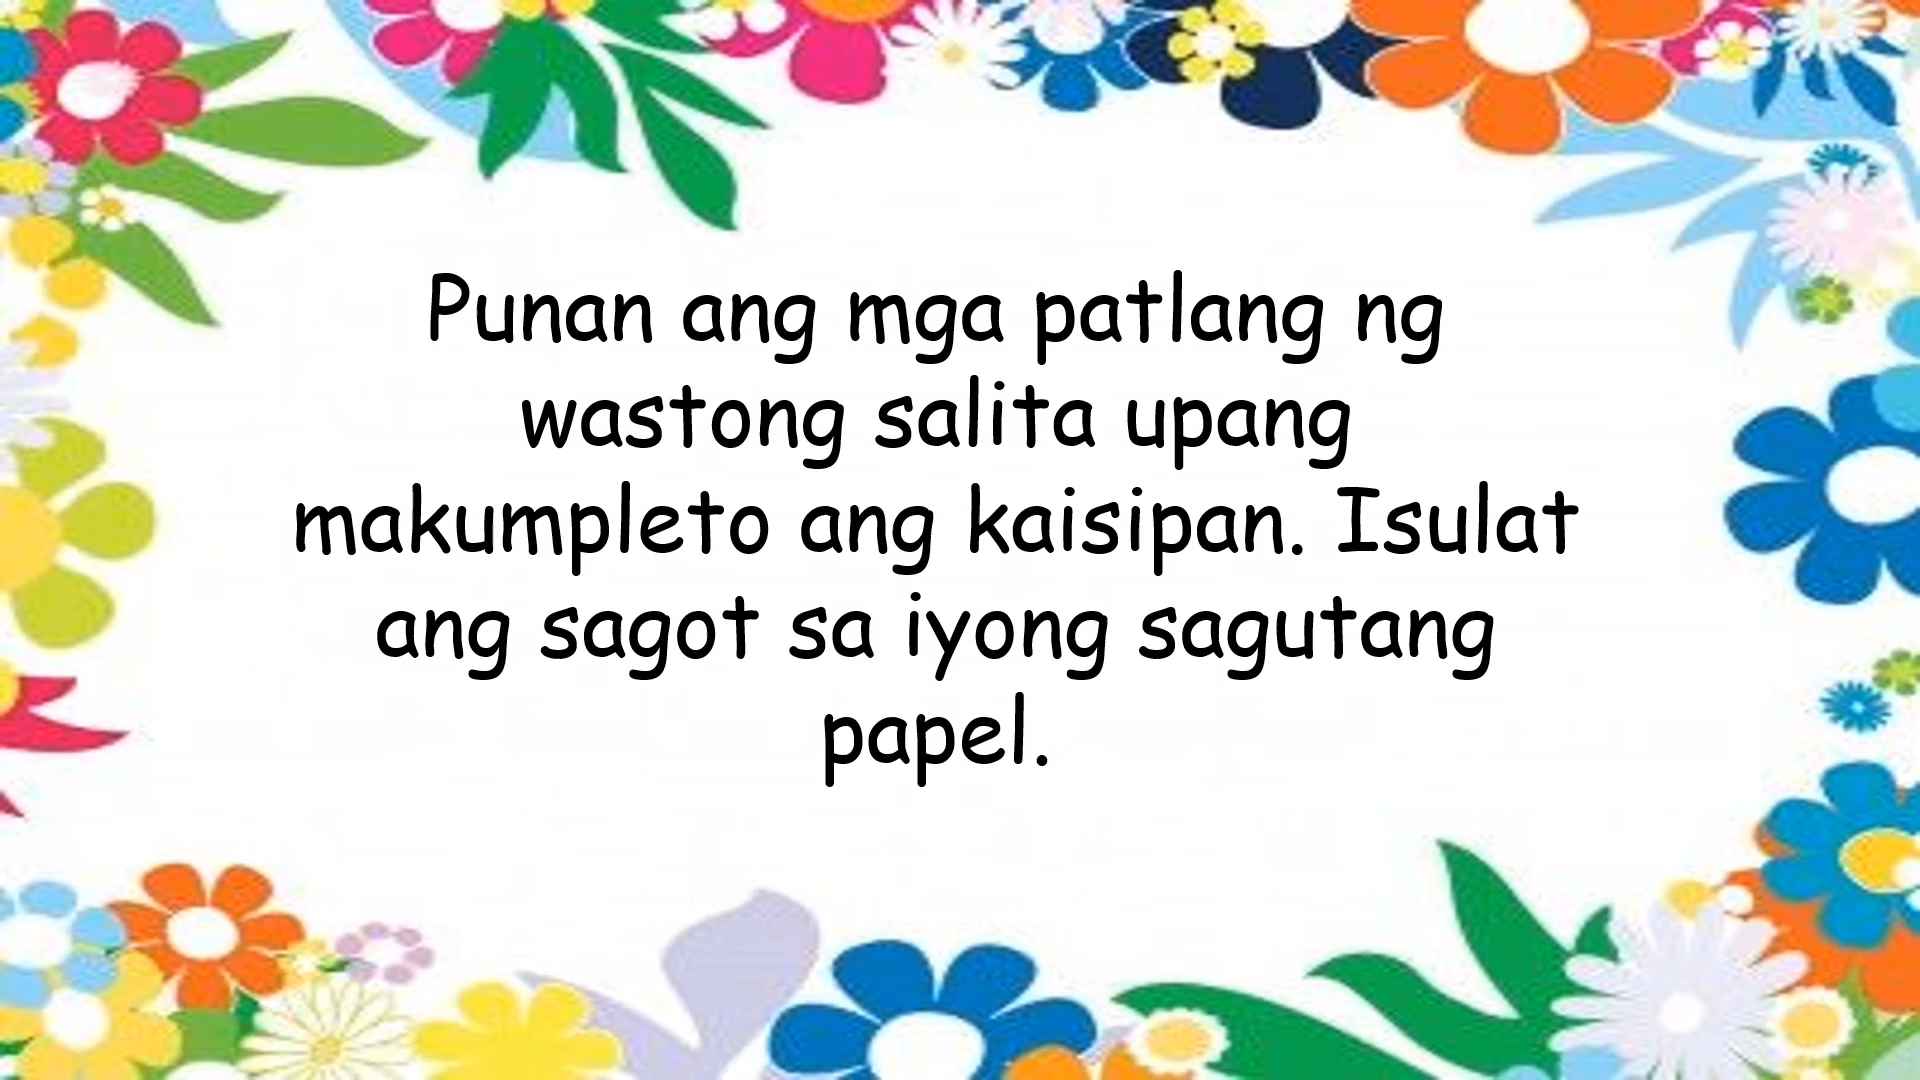 Punan ang mga patlang ng
wastong salita upang
makumpleto ang kaisipan. Isulat
ang sagot sa iyong sagutang
papel.